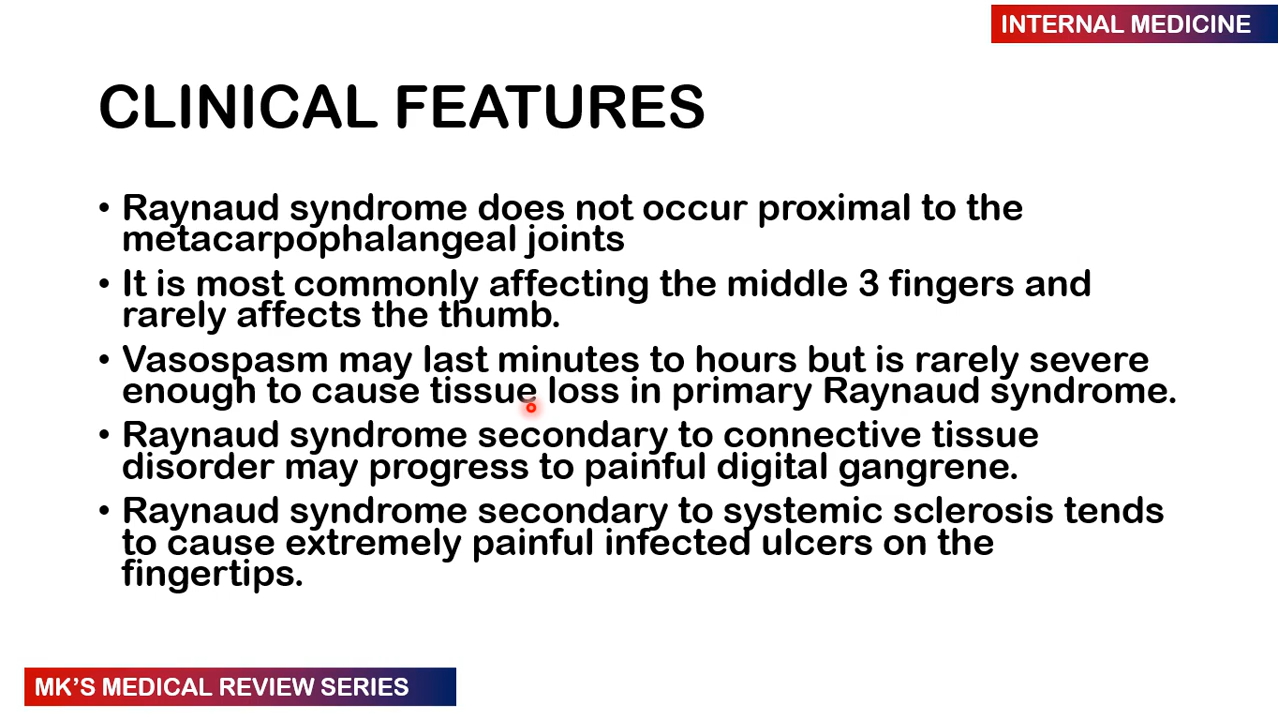 INTERNAL MEDICINE
CLINICAL FEATURES
• Raynaud syndrome does not occur proximal to the
metacarpophalangeal joints
• It is most commonly affecting the middle 3 fingers and
rarely affects the thumb.
• Vasospasm may last minutes to hours but is rarely severe
enough to cause tissue loss in primary Raynaud syndrome.
• Raynaud syndrome secondary to connective tissue
disorder may progress to painful digital gangrene.
• Raynaud syndrome secondary to systemic sclerosis tends
to cause extremely painful infected ulcers on the
fingertips.
MK’S MEDICAL REVIEW SERIES